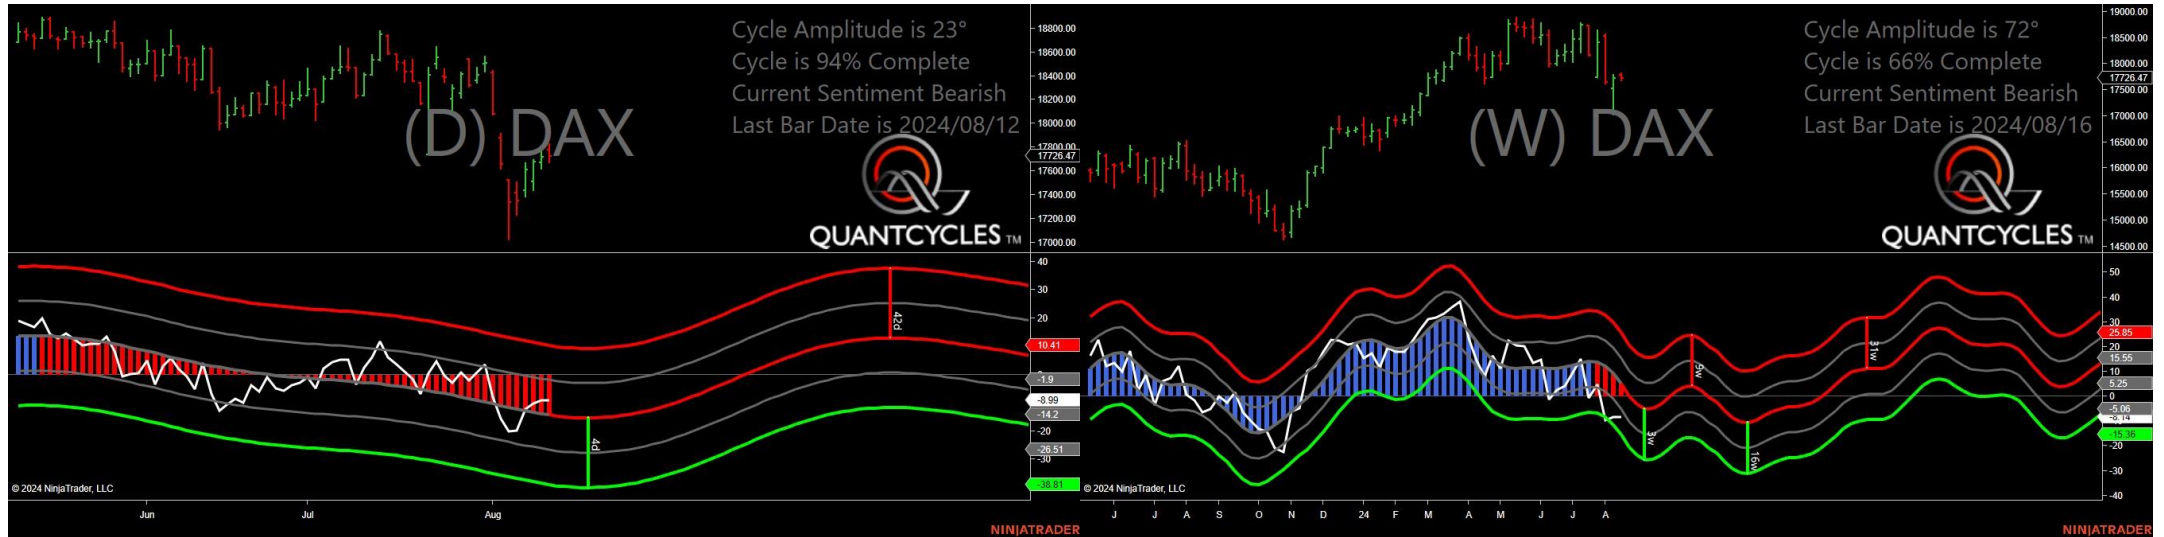 Cycle Amplitude is 23°
Cycle is 94% Complete
Current Sentiment Bearish
Last Bar Date is 2024/08/12
(D) DAX
QUANTCYCLES TM
18800.00
18600.00
18400.00
18200.00
18000.00
17800.00
17726.47
17600.00
17400.00
17200.00
17000.00
40
30
20
10.41
-1.9
-8.99
-14.2
-20
-26.51
-30
-38.81
42d
4d
© 2024 NinjaTrader, LLC
Jun Jul Aug
NINJATRADER
Cycle Amplitude is 72°
Cycle is 66% Complete
Current Sentiment Bearish
Last Bar Date is 2024/08/16
(W) DAX
QUANTCYCLES TM
19000.00
18500.00
18000.00
17726.47
17500.00
17000.00
16500.00
16000.00
15500.00
15000.00
14500.00
50
40
30
25.85
20
15.55
10
5.25
0
-5.06
-8.14
-15.36
-20
-30
-40
3w
9w
16w
31w
© 2024 NinjaTrader, LLC
J J A S O N D 24 F M A M J J A
NINJATRADER